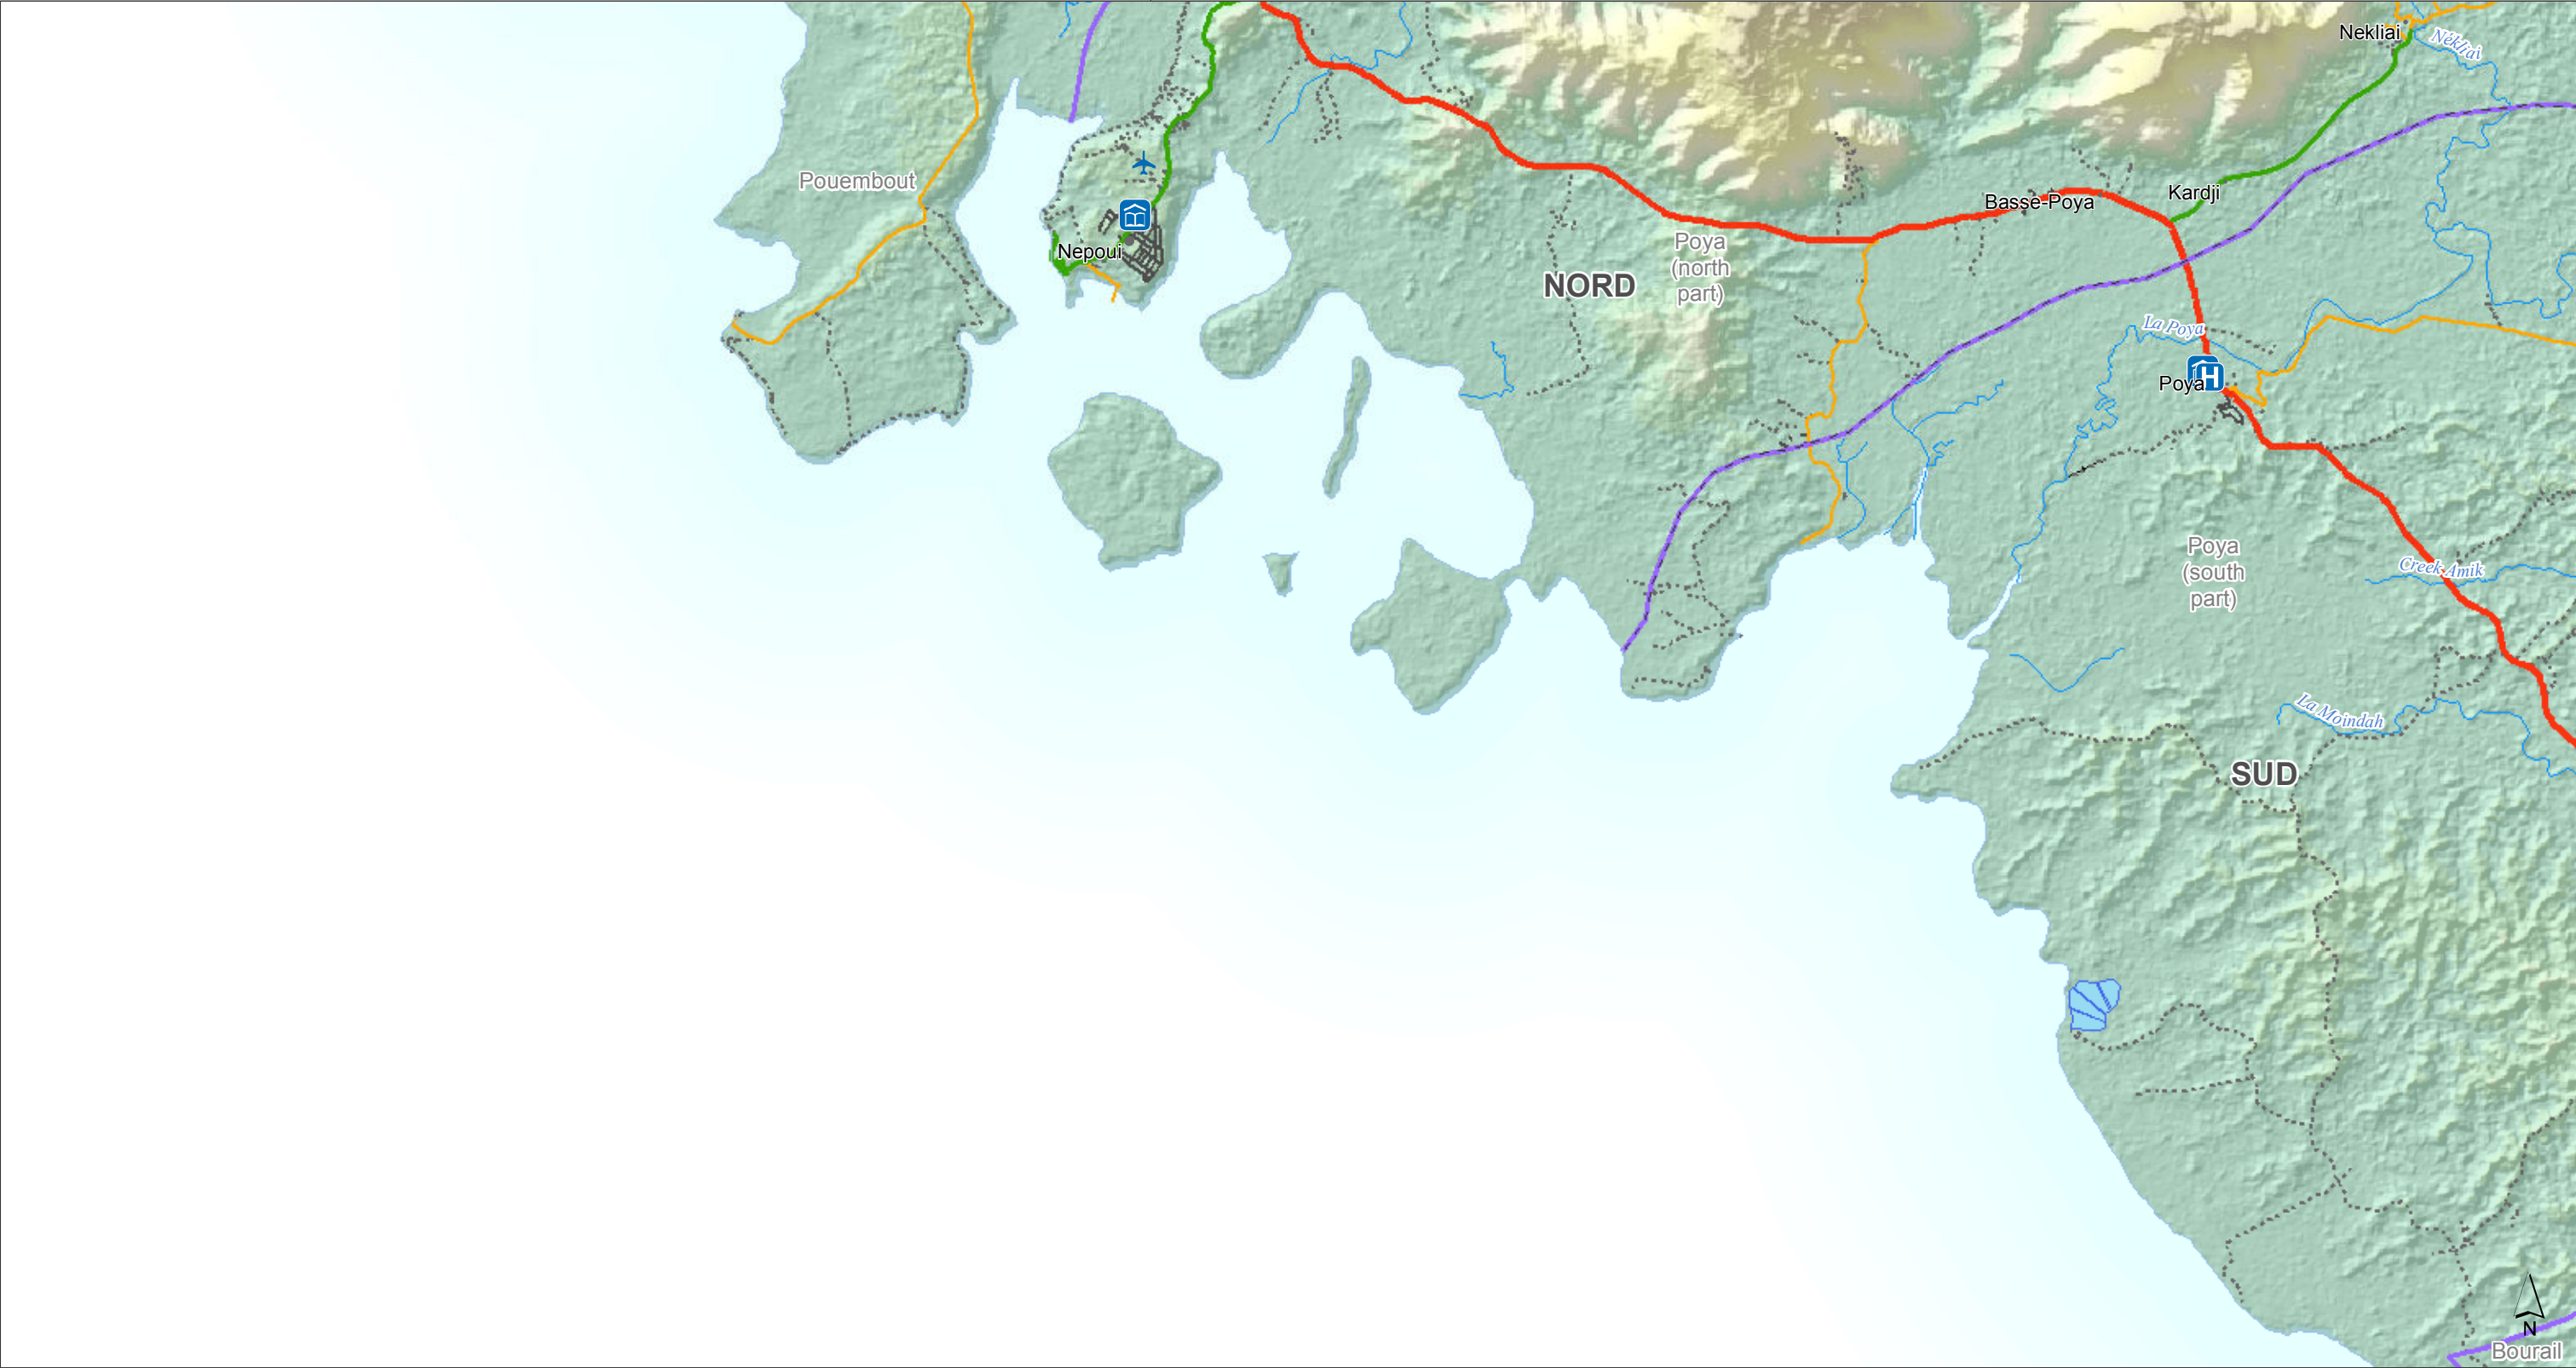 Nekliai
Nékliai
Pouembout
Kardji
Basse-Poya
Nepoui
Poya
(north
part)
NORD
La Poya
H
Poya
Poya
(south
part)
Creek Amik
La Moindah
SUD
N
Bourail